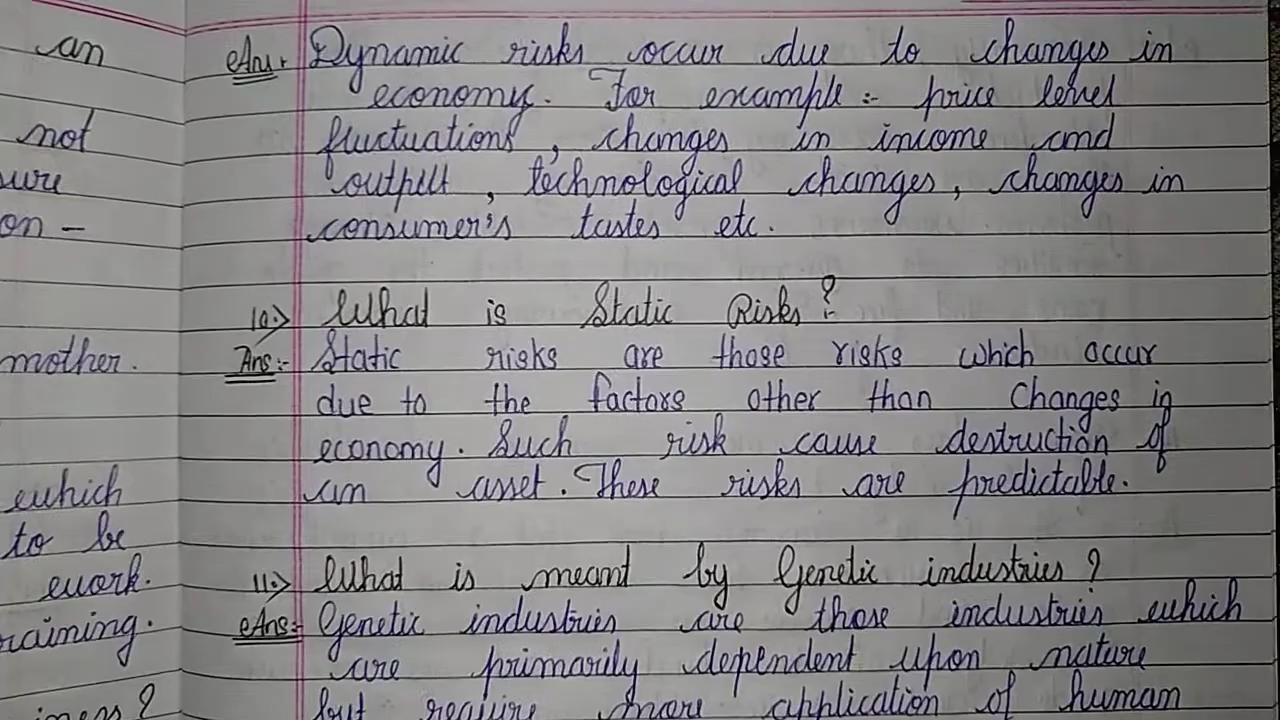 an
not
sure
on -
mother.
which
to be
work.
raining.
iness?
Ans:- Dynamic risks occur due to changes in
economy. For example :- price level
fluctuations, changes in income and
output, technological changes, changes in
consumer's tastes etc.
10.> What is Static Risks?
Ans:- Static risks are those risks which occur
due to the factors other than Changes in
economy. Such risk cause destruction of
an asset. These risks are predictable.
11.> What is meant by Genetic industries?
Ans:- Genetic industries are those industries which
are primarily dependent upon nature
but require more application of human